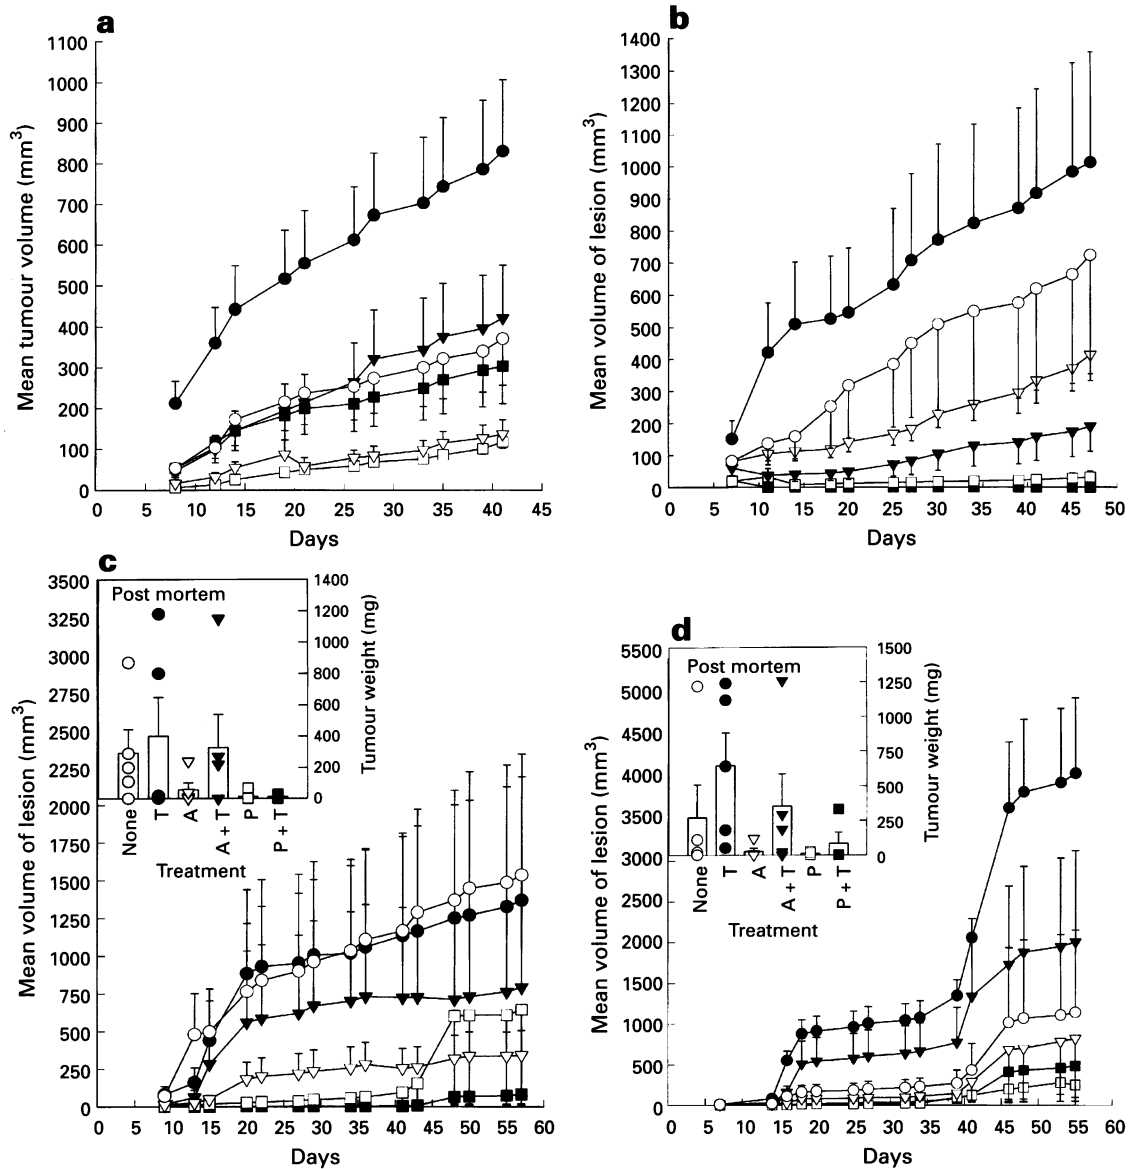 a
Mean tumour volume (mm³)
1100
1000
900
800
700
600
500
400
300
200
100
0
0 5 10 15 20 25 30 35 40 45
Days
b
Mean volume of lesion (mm³)
1400
1300
1200
1100
1000
900
800
700
600
500
400
300
200
100
0
0 5 10 15 20 25 30 35 40 45 50
Days
c
Mean volume of lesion (mm³)
3500
3250
3000
2750
2500
2250
2000
1750
1500
1250
1000
750
500
250
0
0 5 10 15 20 25 30 35 40 45 50 55 60
Days
Post mortem
1400
1200
1000
800
600
400
200
0
Tumour weight (mg)
None
T
A
A + T
P
P + T
Treatment
d
Mean volume of lesion (mm³)
5500
5000
4500
4000
3500
3000
2500
2000
1500
1000
500
0
0 5 10 15 20 25 30 35 40 45 50 55 60
Days
Post mortem
1500
1250
1000
750
500
250
0
Tumour weight (mg)
None
T
A
A + T
P
P + T
Treatment